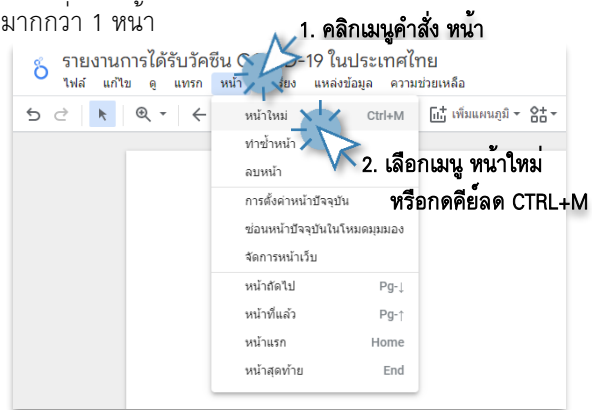 มากกว่า 1 หน้า
1. คลิกเมนูคำสั่ง หน้า
รายงานการได้รับวัคซีน C D-19 ในประเทศไทย
ไฟล์ แก้ไข ดู แทรก หน้า แหล่งข้อมูล ความช่วยเหลือ
หน้าใหม่ Ctrl+M
เพิ่มแผนภูมิ
ทำซ้ำหน้า
2. เลือกเมนู หน้าใหม่
ลบหน้า
หรือกดคีย์ลด CTRL+M
การตั้งค่าหน้าปัจจุบัน
ซ่อนหน้าปัจจุบันในโหมดมุมมอง
จัดการหน้าเว็บ
หน้าถัดไป Pg-↓
หน้าที่แล้ว Pg-↑
หน้าแรก Home
หน้าสุดท้าย End